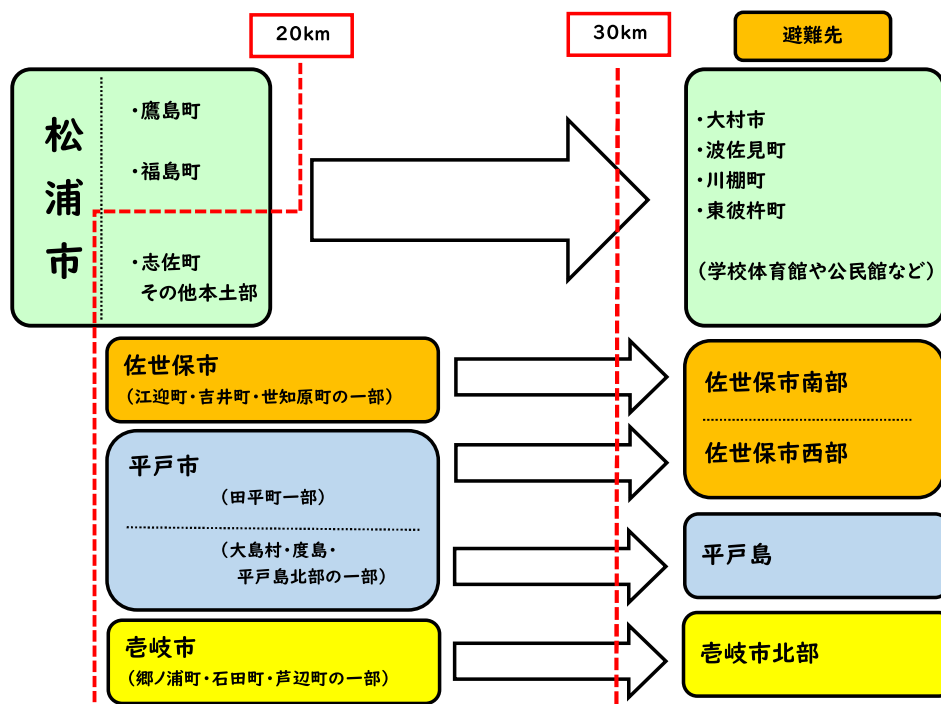 20km
30km
避難先
松浦市
・鷹島町
・福島町
・志佐町
その他本土部
・大村市
・波佐見町
・川棚町
・東彼杵町
（学校体育館や公民館など）
佐世保市
（江迎町・吉井町・世知原町の一部）
佐世保市南部
佐世保市西部
平戸市
（田平町一部）
（大島村・度島・
平戸島北部の一部）
平戸島
壱岐市
（郷ノ浦町・石田町・芦辺町の一部）
壱岐市北部